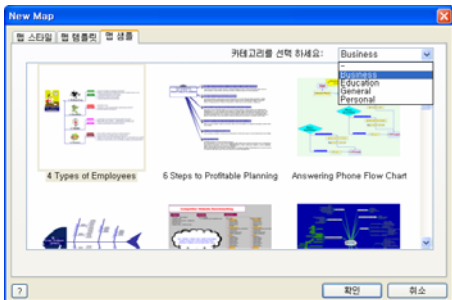 New Map
맵 스타일 맵 템플릿 맵 샘플
카테고리를 선택 하세요: Business
--
Business
Education
General
Personal
4 Types of Employees 6 Steps to Profitable Planning Answering Phone Flow Chart
? 확인 취소